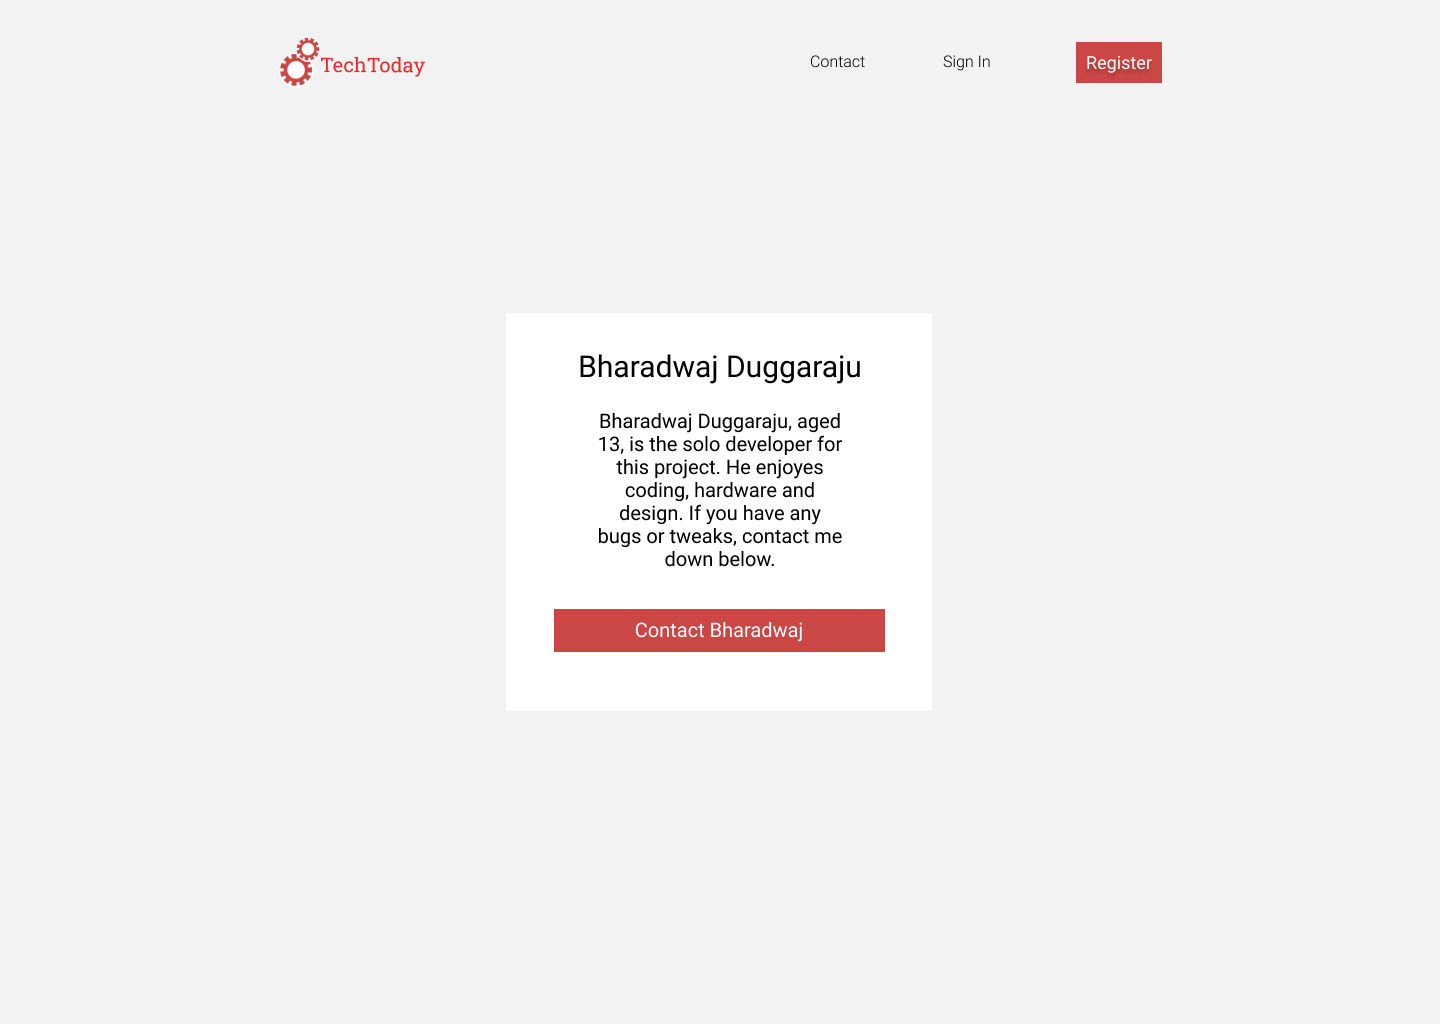 TechToday
Contact
Sign In
Register
Bharadwaj Duggaraju
Bharadwaj Duggaraju, aged
13, is the solo developer for
this project. He enjoyes
coding, hardware and
design. If you have any
bugs or tweaks, contact me
down below.
Contact Bharadwaj